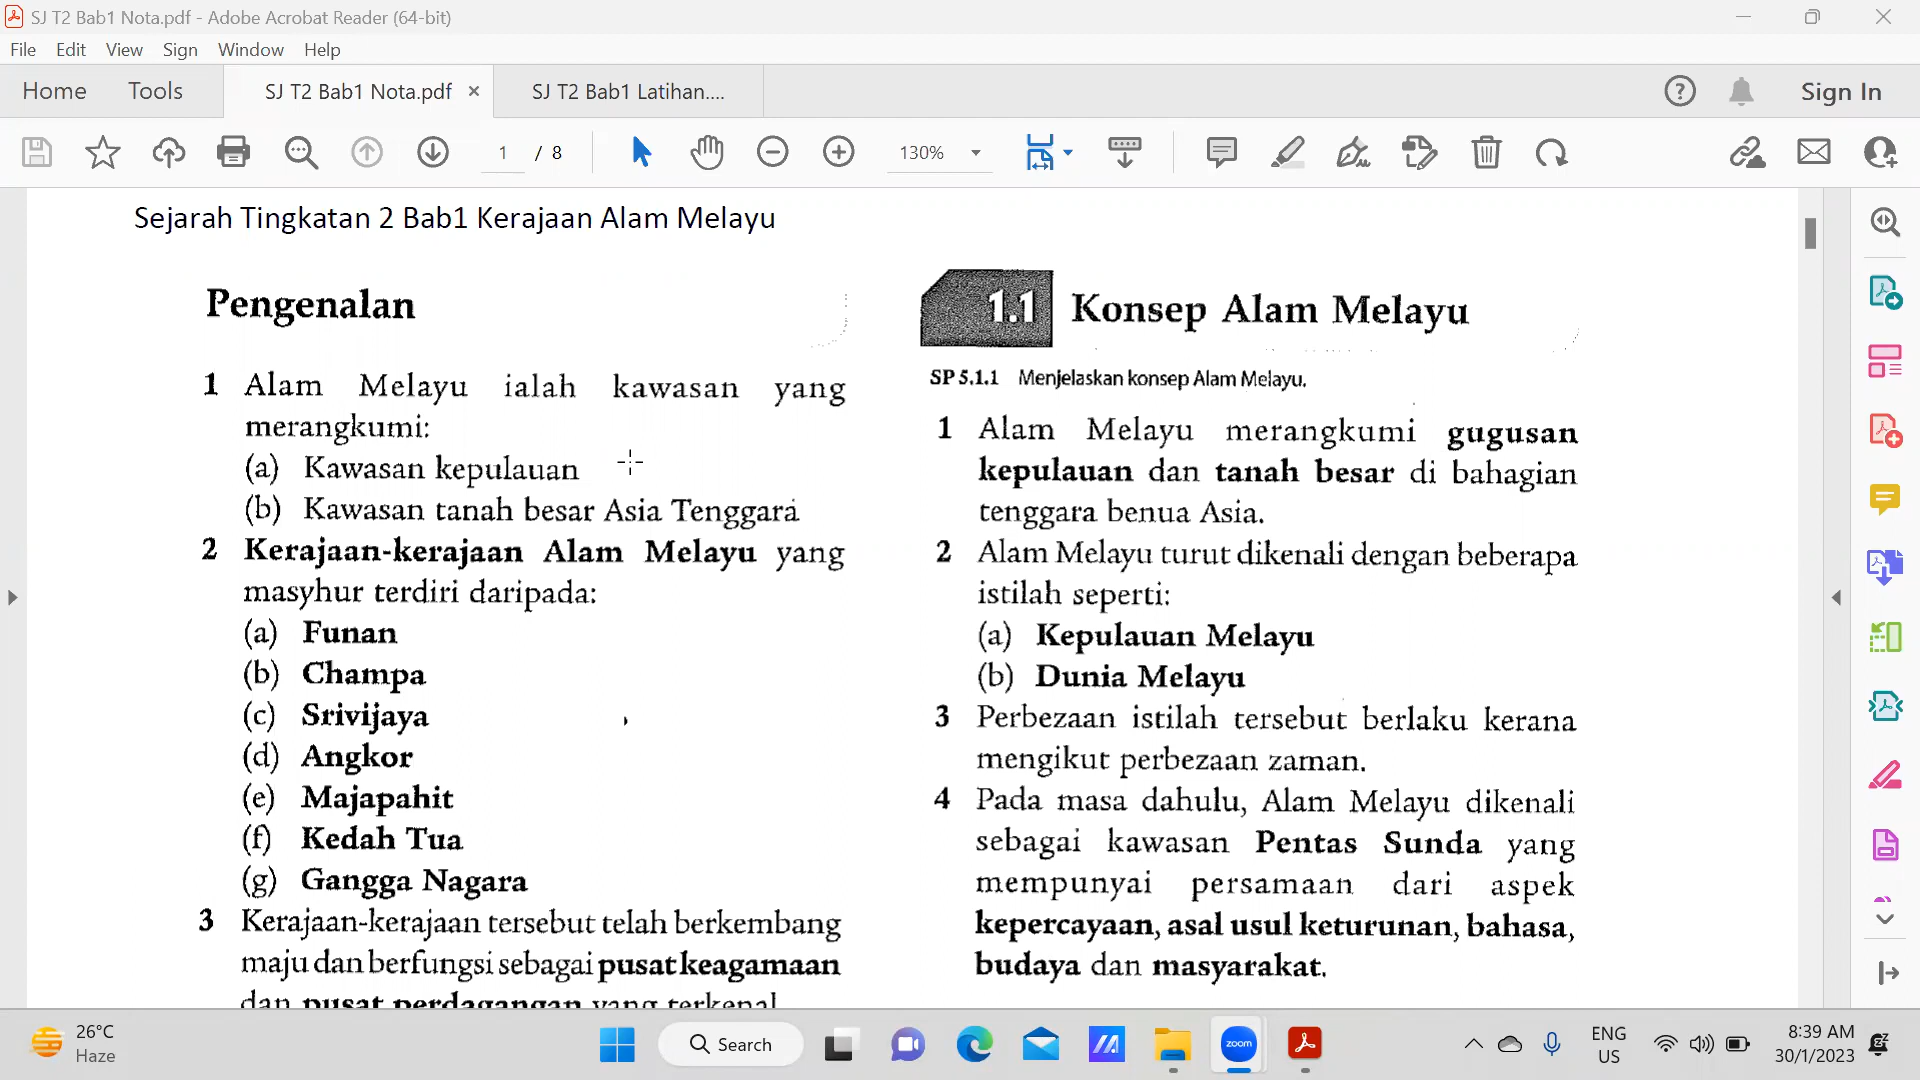 SJ T2 Bab1 Nota.pdf - Adobe Acrobat Reader (64-bit)
File Edit View Sign Window Help
Home Tools SJ T2 Bab1 Nota.pdf × SJ T2 Bab1 Latihan.... Sign In
1 / 8 130%
Sejarah Tingkatan 2 Bab1 Kerajaan Alam Melayu
Pengenalan
1 Alam Melayu ialah kawasan yang
merangkumi:
(a) Kawasan kepulauan
(b) Kawasan tanah besar Asia Tenggara
2 Kerajaan-kerajaan Alam Melayu yang
masyhur terdiri daripada:
(a) Funan
(b) Champa
(c) Srivijaya
(d) Angkor
(e) Majapahit
(f) Kedah Tua
(g) Gangga Nagara
3 Kerajaan-kerajaan tersebut telah berkembang
maju dan berfungsi sebagai pusat keagamaan
dan pusat perdagangan yang terkenal
1.1 Konsep Alam Melayu
SP 5.1.1 Menjelaskan konsep Alam Melayu.
1 Alam Melayu merangkumi gugusan
kepulauan dan tanah besar di bahagian
tenggara benua Asia.
2 Alam Melayu turut dikenali dengan beberapa
istilah seperti:
(a) Kepulauan Melayu
(b) Dunia Melayu
3 Perbezaan istilah tersebut berlaku kerana
mengikut perbezaan zaman.
4 Pada masa dahulu, Alam Melayu dikenali
sebagai kawasan Pentas Sunda yang
mempunyai persamaan dari aspek
kepercayaan, asal usul keturunan, bahasa,
budaya dan masyarakat.
26°C
Haze
Search
zoom
ENG
US
8:39 AM
30/1/2023